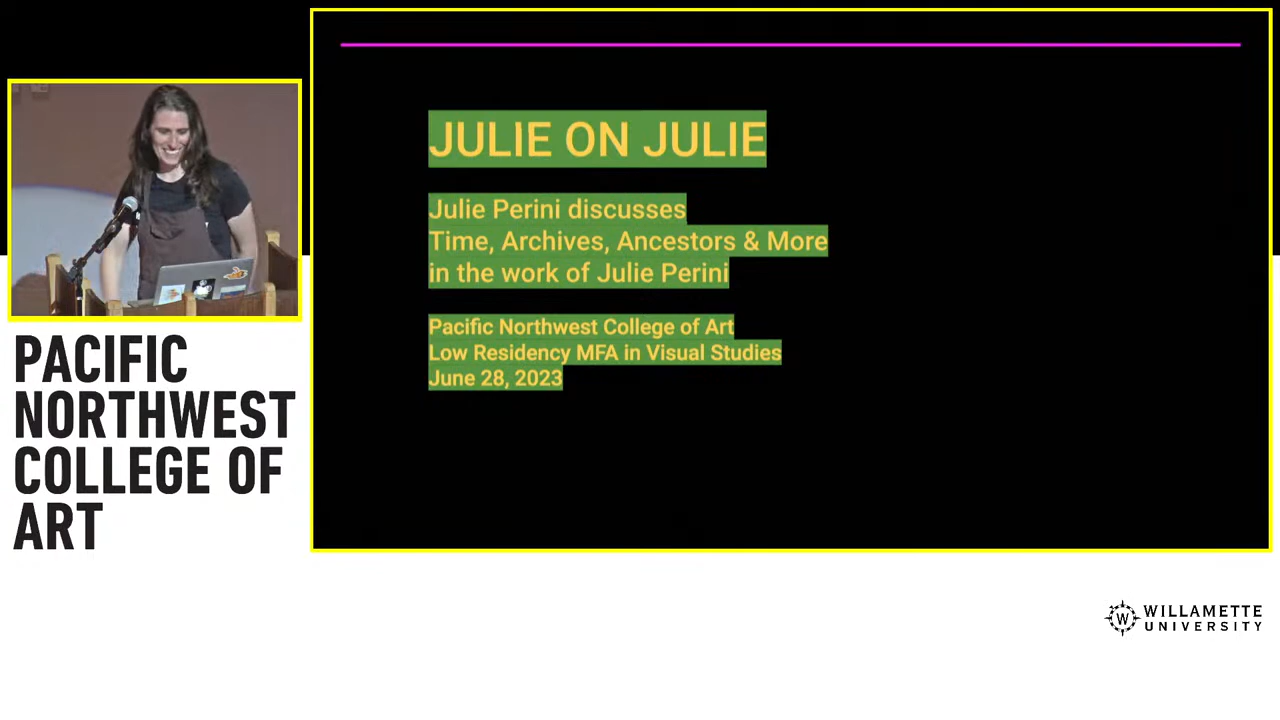 JULIE ON JULIE
Julie Perini discusses
Time, Archives, Ancestors & More
in the work of Julie Perini
Pacific Northwest College of Art
Low Residency MFA in Visual Studies
June 28, 2023
PACIFIC
NORTHWEST
COLLEGE OF
ART
W
WILLAMETTE
UNIVERSITY